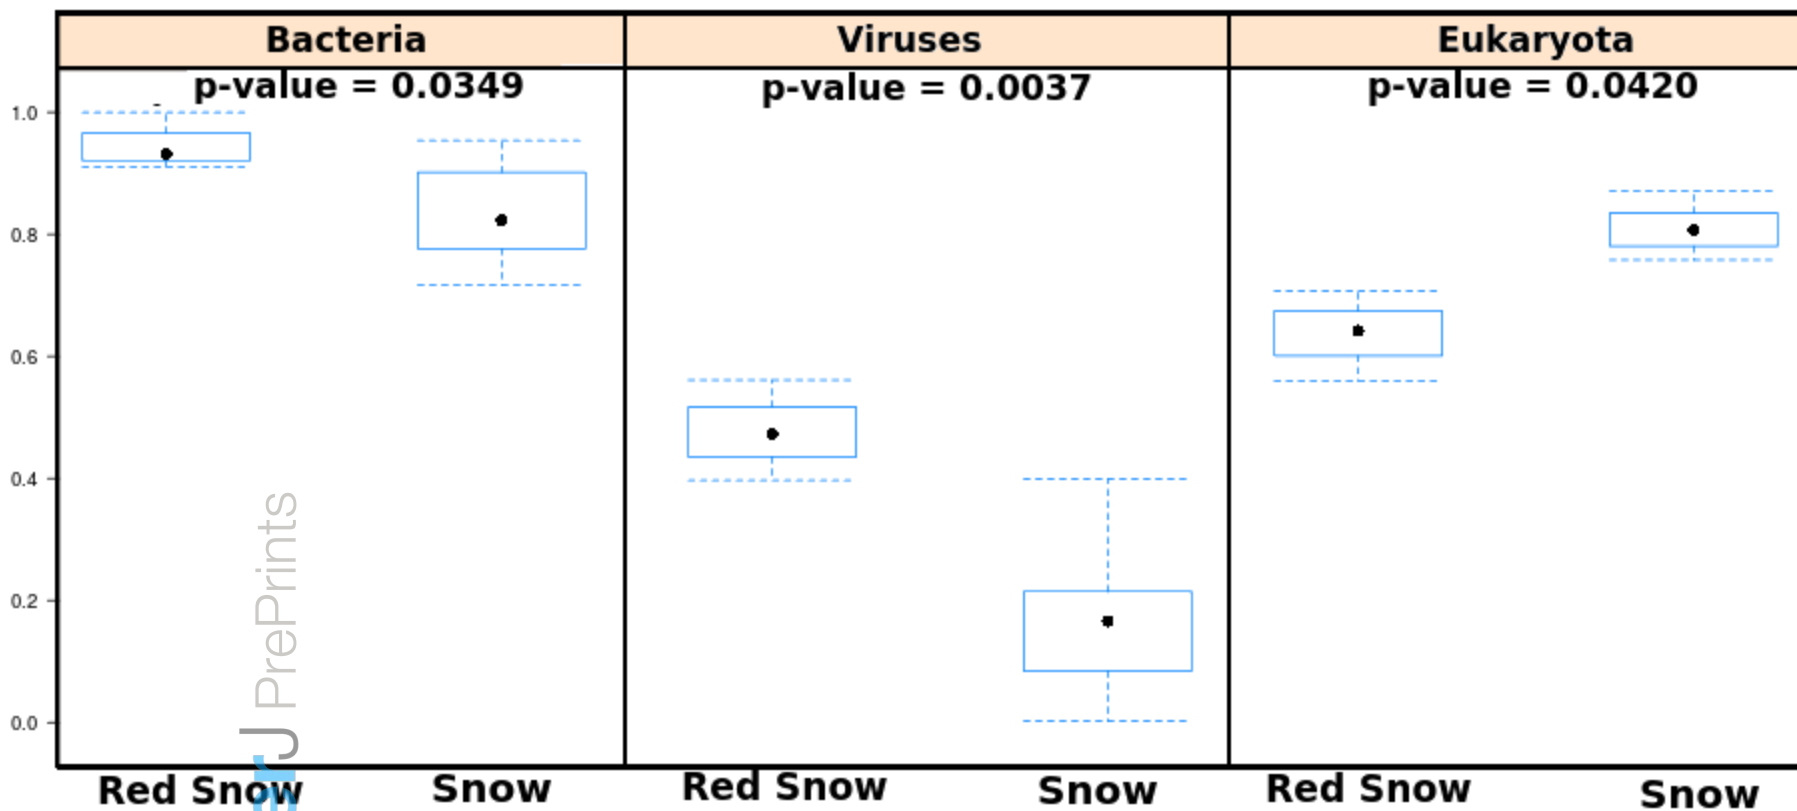 Bacteria Viruses Eukaryota
p-value = 0.0349 p-value = 0.0037 p-value = 0.0420
1.0
0.8
0.6
0.4
0.2
0.0
Red Snow Snow Red Snow Snow Red Snow Snow
rJ PrePrints